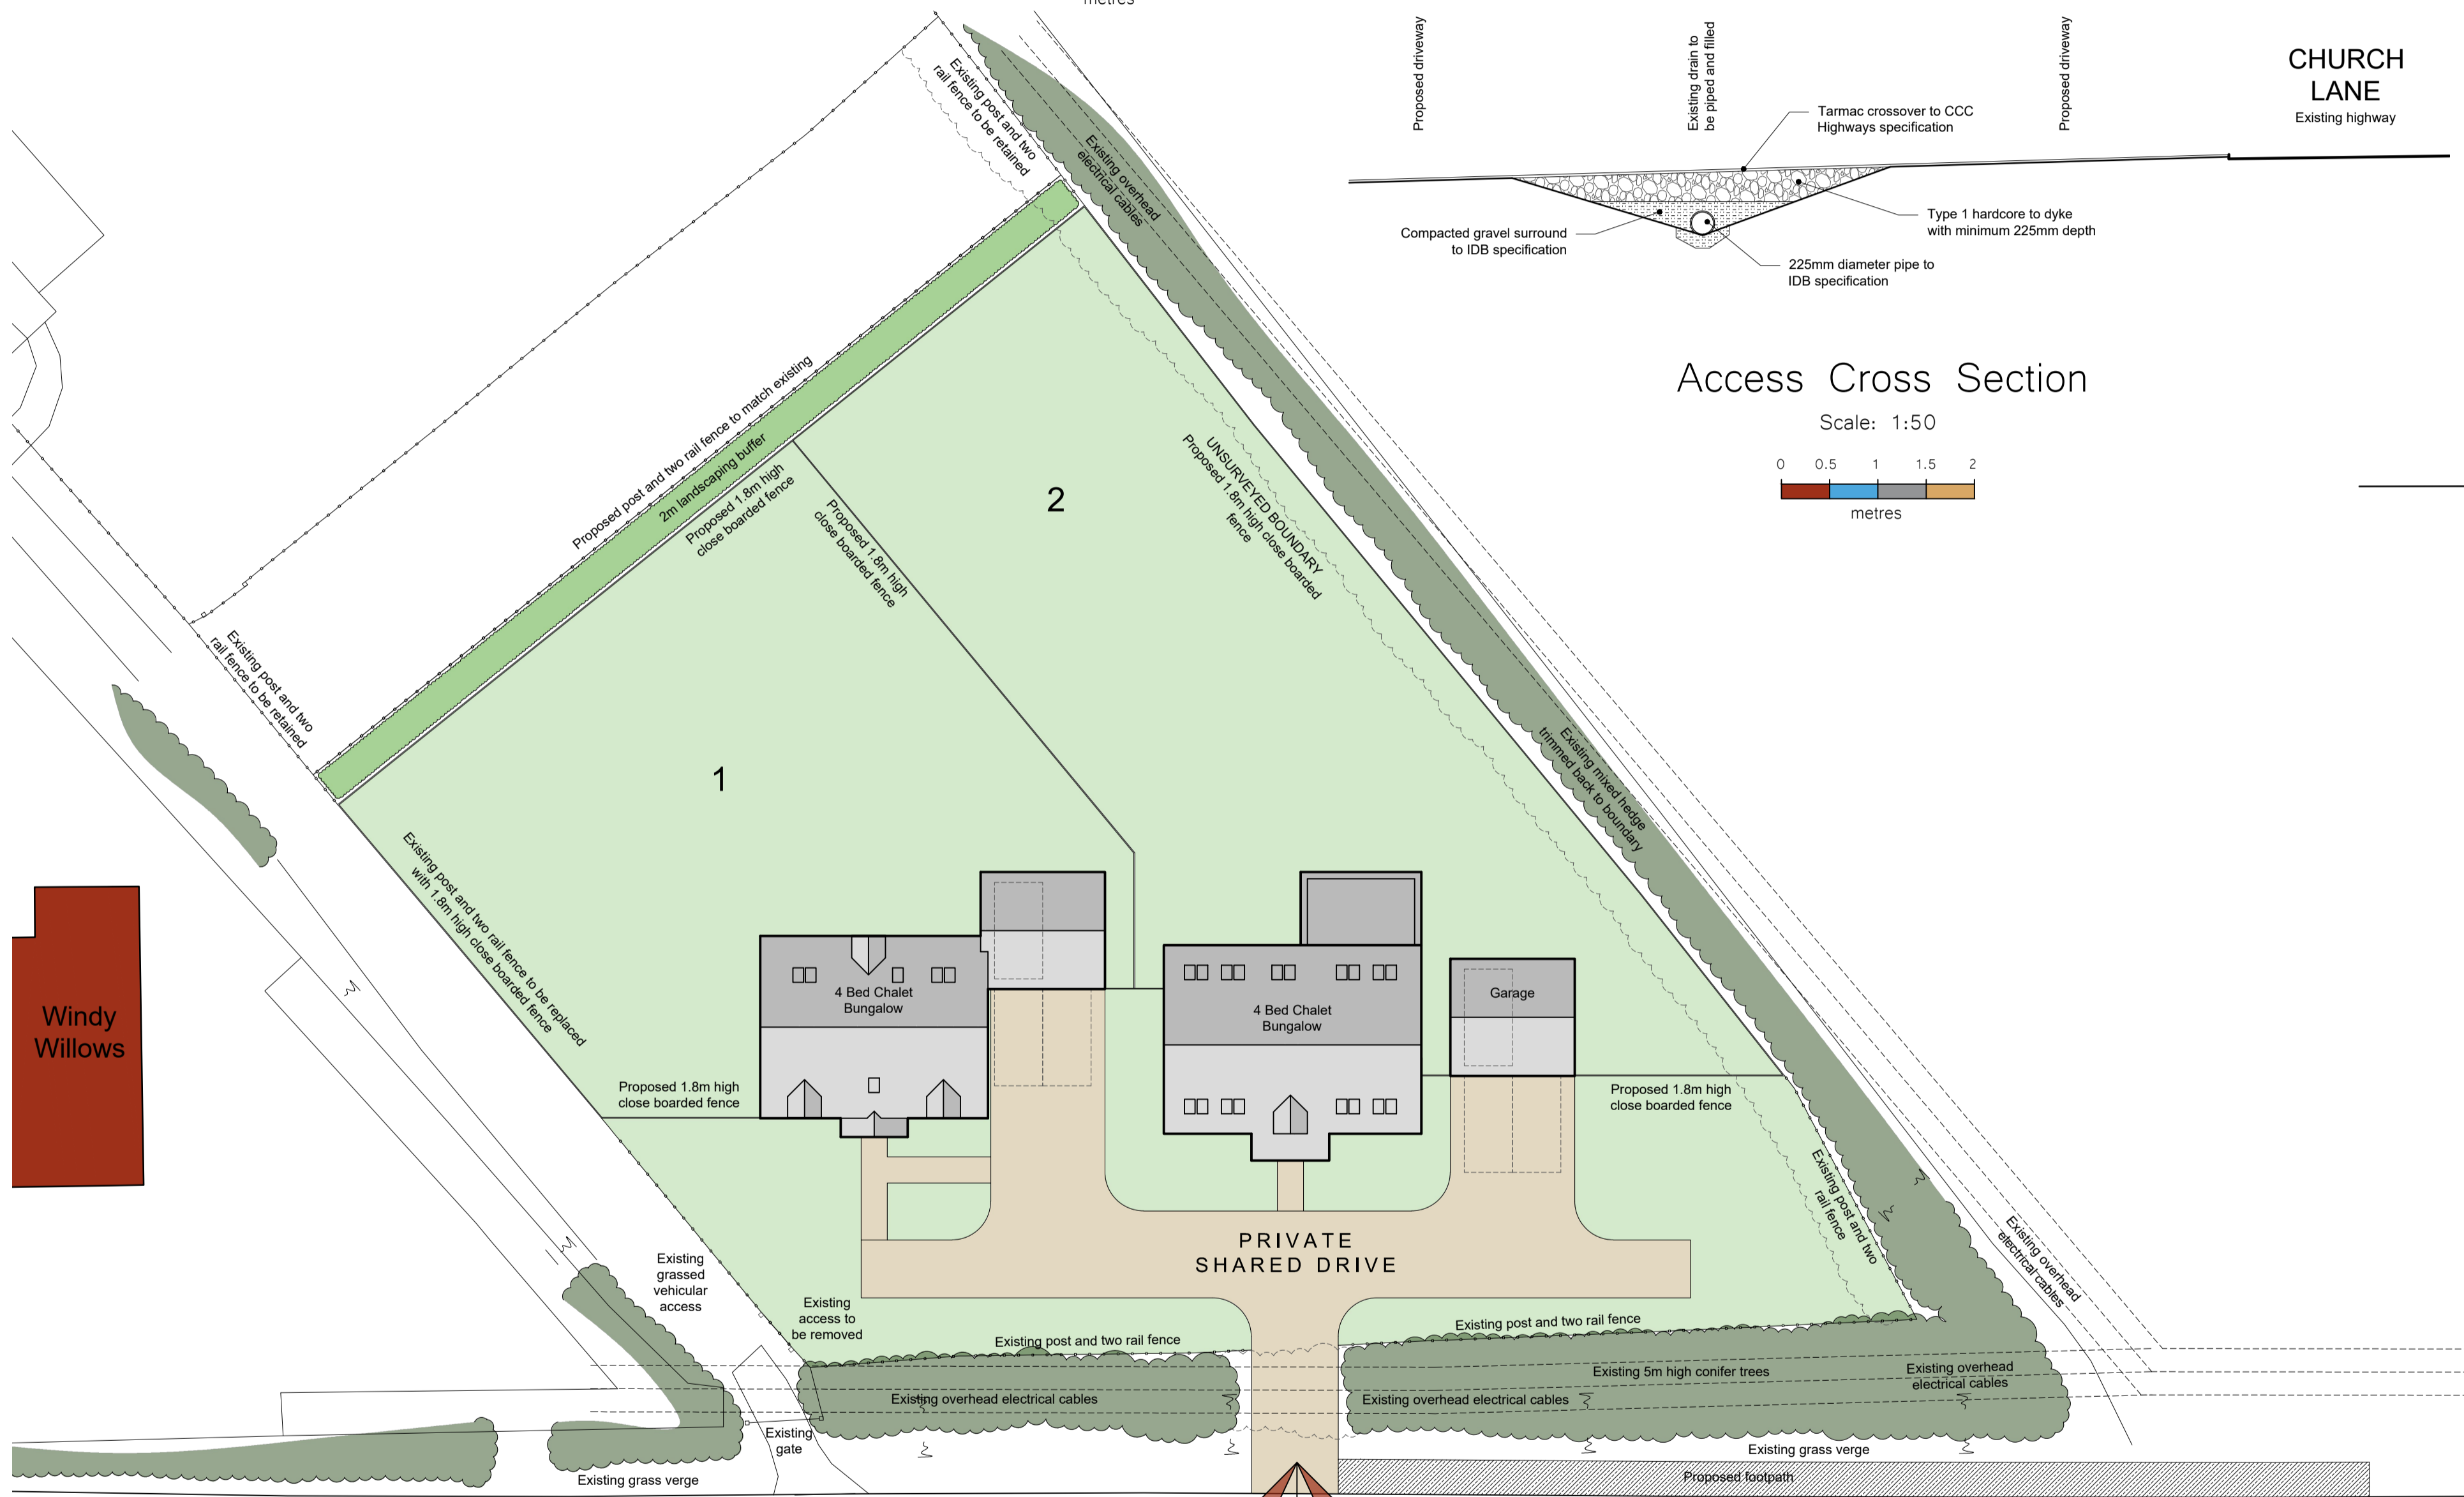 metres
Proposed driveway
Existing drain to
be piped and filled
Proposed driveway
CHURCH
LANE
Existing highway
Tarmac crossover to CCC
Highways specification
Type 1 hardcore to dyke
with minimum 225mm depth
Compacted gravel surround
to IDB specification
225mm diameter pipe to
IDB specification
Access Cross Section
Scale: 1:50
0 0.5 1 1.5 2
metres
Existing post and two
rail fence to be retained
Existing overhead
electrical cables
Proposed post and two rail fence to match existing
2m landscaping buffer
Proposed 1.8m high
close boarded fence
Proposed 1.8m high
close boarded fence
2
UNSURVEYED BOUNDARY
Proposed 1.8m high close boarded
fence
Existing post and two
rail fence to be retained
1
Existing mixed hedge
trimmed back to boundary
Existing post and two rail fence to be replaced
with 1.8m high close boarded fence
Windy
Willows
4 Bed Chalet
Bungalow
4 Bed Chalet
Bungalow
Garage
Proposed 1.8m high
close boarded fence
Proposed 1.8m high
close boarded fence
Existing post and two
rail fence
Existing overhead
electrical cables
PRIVATE
SHARED DRIVE
Existing
grassed
vehicular
access
Existing
access to
be removed
Existing post and two rail fence
Existing post and two rail fence
Existing overhead electrical cables
Existing overhead electrical cables
Existing 5m high conifer trees
Existing overhead
electrical cables
Existing
gate
Existing grass verge
Existing grass verge
Proposed footpath